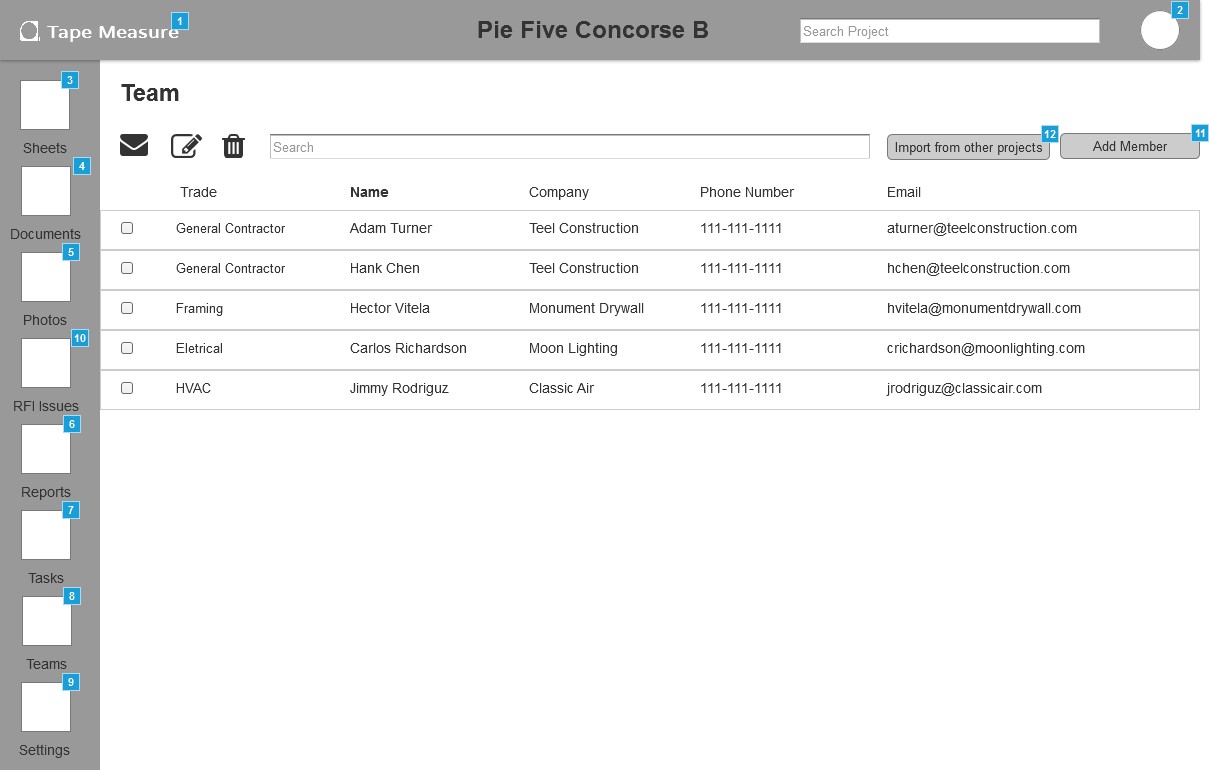 Tape Measure 1
Pie Five Concorse B
Search Project
2
3
Sheets
4
Documents
5
Photos
10
RFI Issues
6
Reports
7
Tasks
8
Teams
9
Settings
Team
Search
Import from other projects 12
Add Member 11
Trade Name Company Phone Number Email
General Contractor Adam Turner Teel Construction 111-111-1111 aturner@teelconstruction.com
General Contractor Hank Chen Teel Construction 111-111-1111 hchen@teelconstruction.com
Framing Hector Vitela Monument Drywall 111-111-1111 hvitela@monumentdrywall.com
Eletrical Carlos Richardson Moon Lighting 111-111-1111 crichardson@moonlighting.com
HVAC Jimmy Rodriguz Classic Air 111-111-1111 jrodriguz@classicair.com